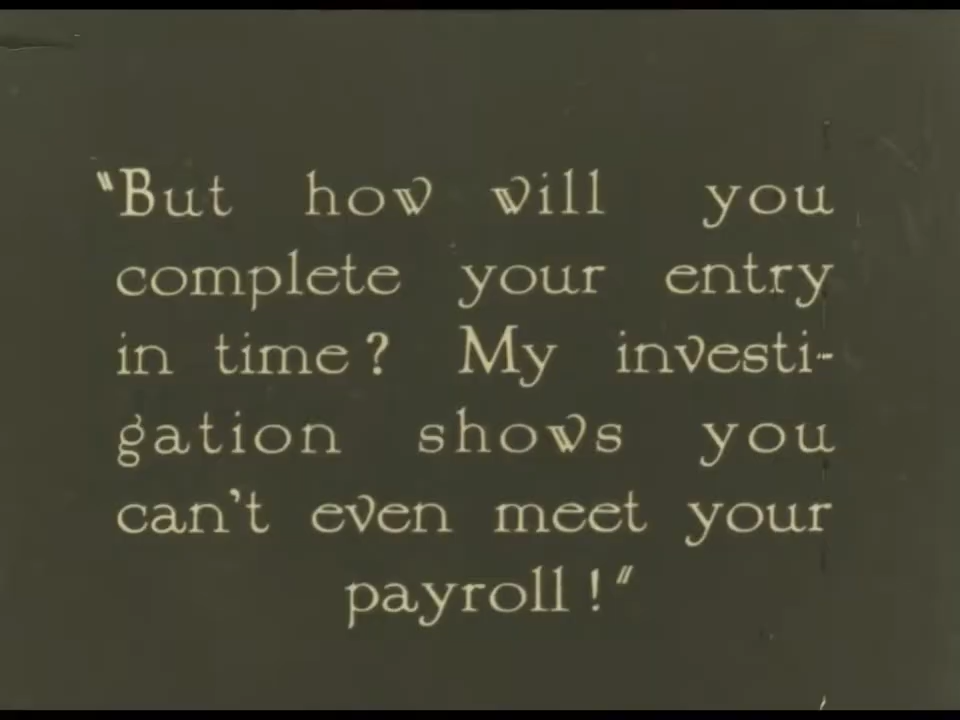 "But how will you
complete your entry
in time? My investi-
gation shows you
can't even meet your
payroll!"